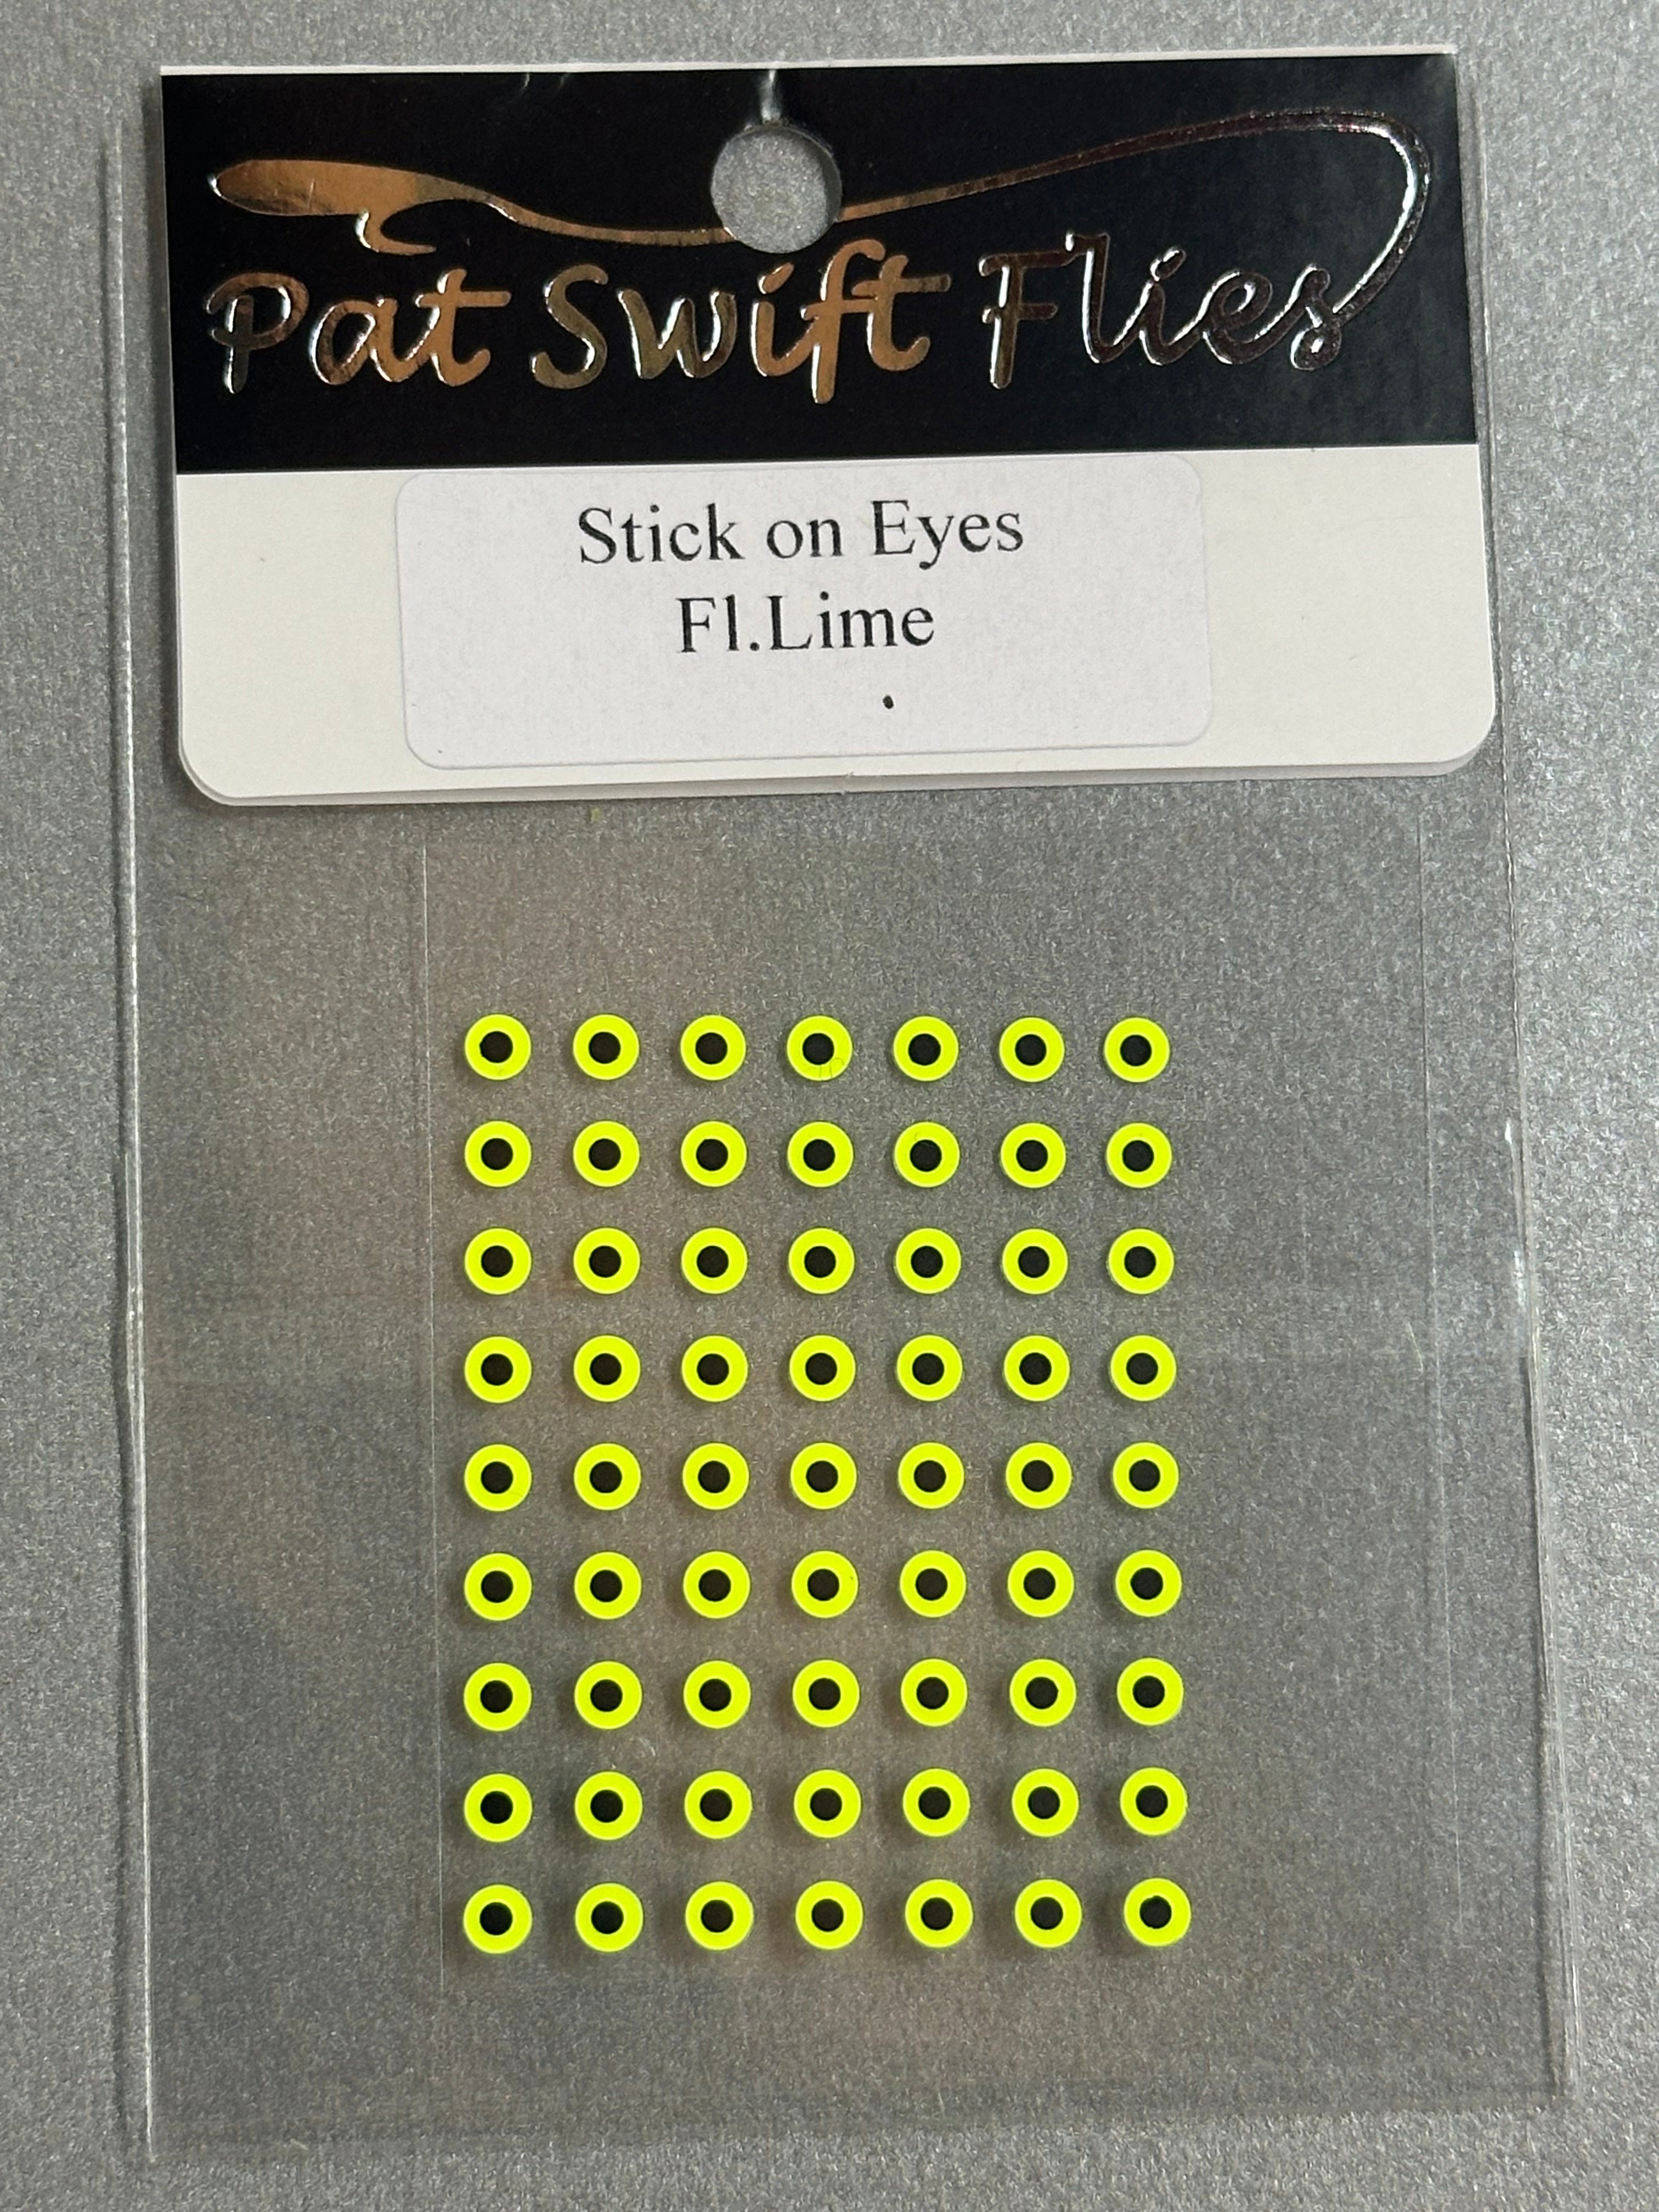 Pat Swift Flies
Stick on Eyes
Fl.Lime